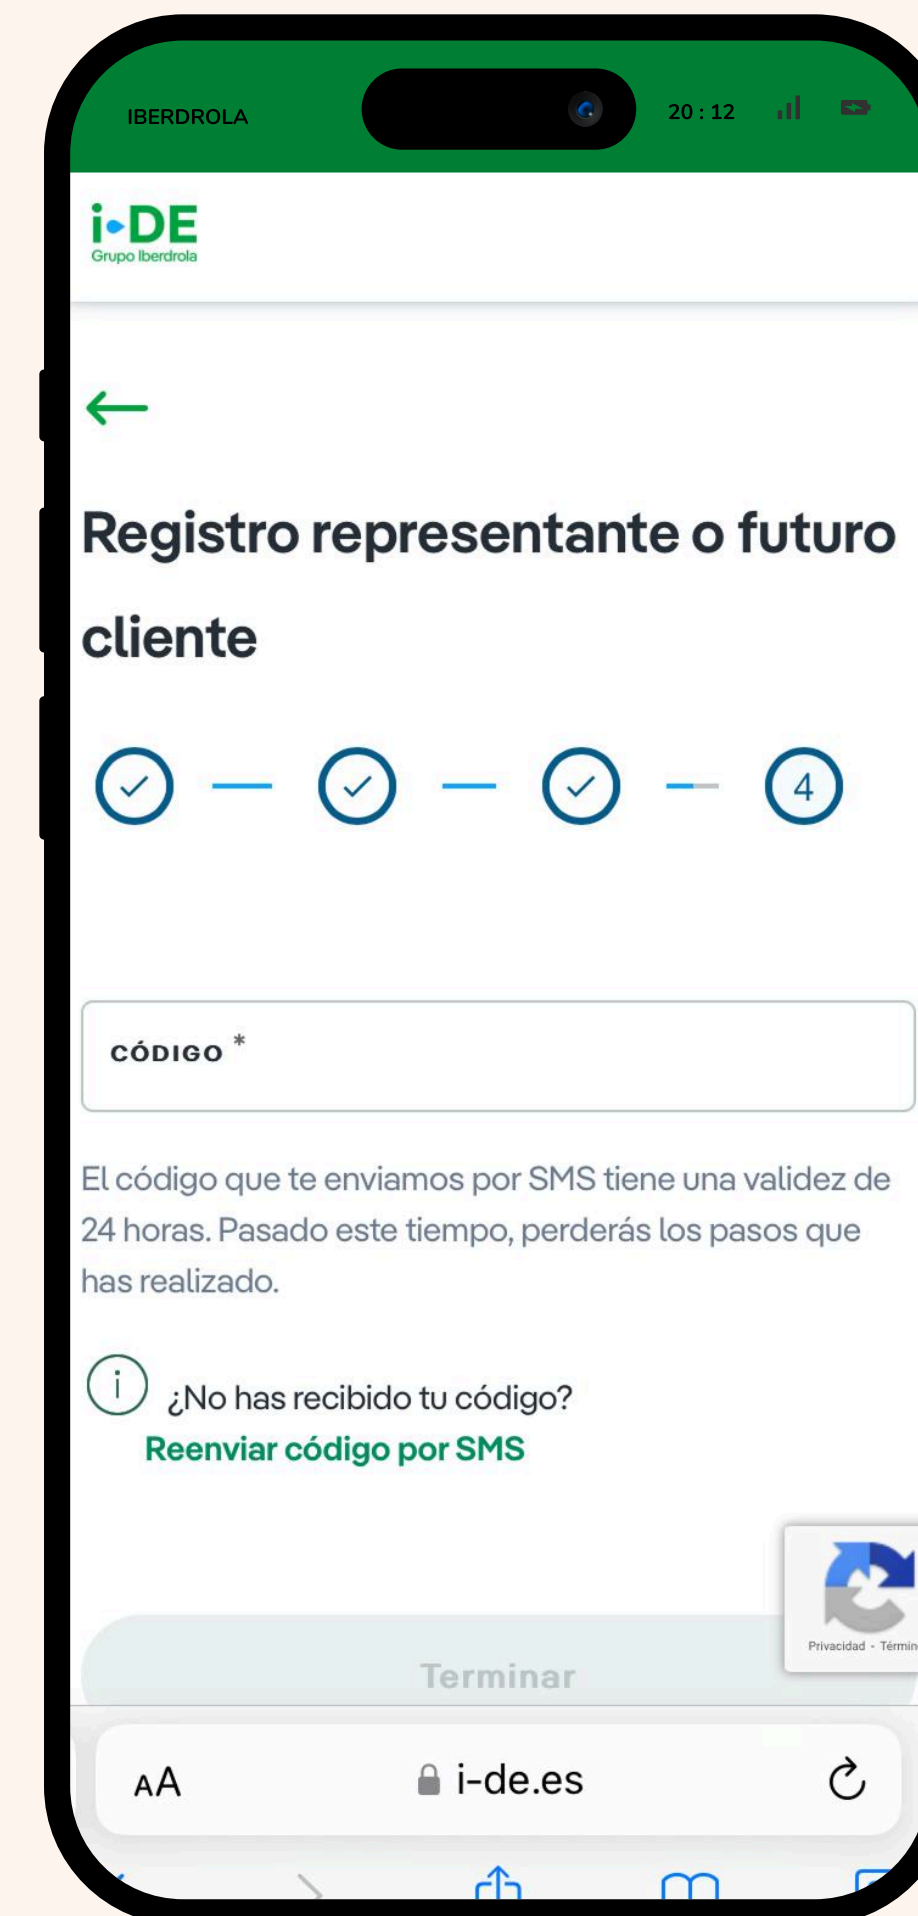 IBERDROLA
20 : 12
i-DE
Grupo Iberdrola
Registro representante o futuro
cliente
4
CÓDIGO *
El código que te enviamos por SMS tiene una validez de
24 horas. Pasado este tiempo, perderás los pasos que
has realizado.
i
¿No has recibido tu código?
Reenviar código por SMS
Privacidad -
Terminar
AA
i-de.es